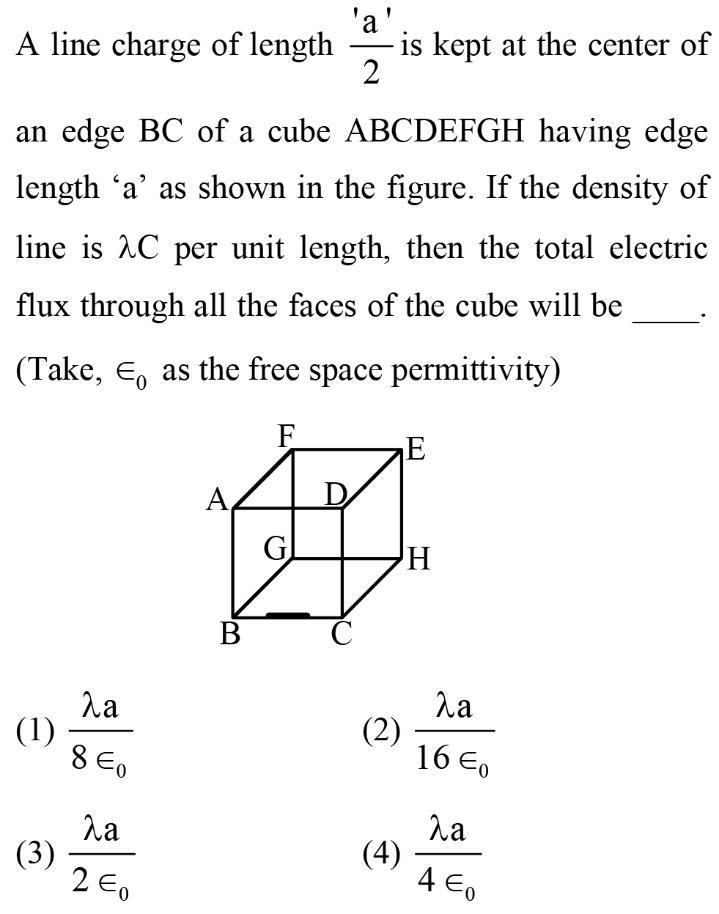 A line charge of length 'a'/2 is kept at the center of
an edge BC of a cube ABCDEFGH having edge
length ‘a’ as shown in the figure. If the density of
line is λC per unit length, then the total electric
flux through all the faces of the cube will be ____.
(Take, ∈₀ as the free space permittivity)
F
E
A
D
G
H
B
C
(1) λa/8 ∈₀ (2) λa/16 ∈₀
(3) λa/2 ∈₀ (4) λa/4 ∈₀